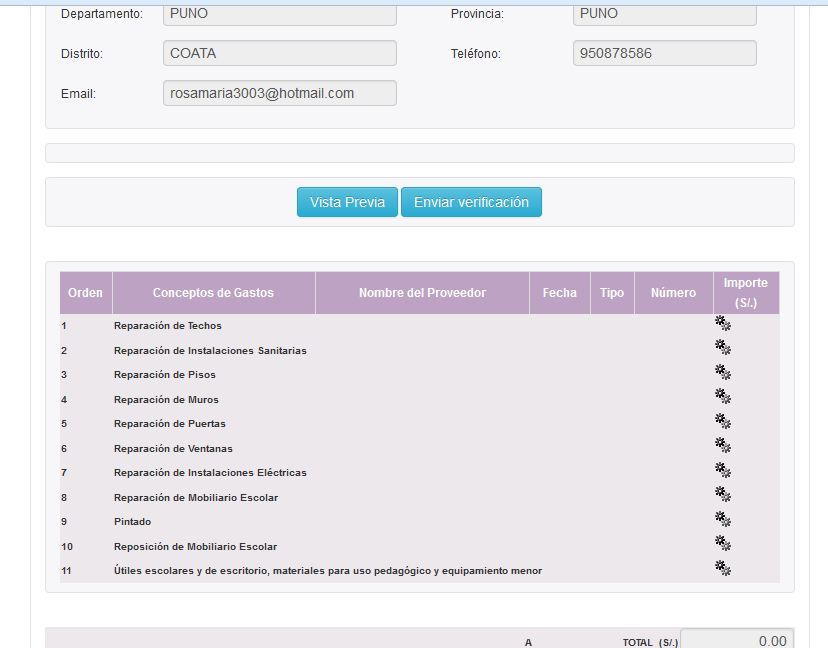 Departamento: PUNO Provincia: PUNO
Distrito: COATA Teléfono: 950878586
Email: rosamaria3003@hotmail.com
Vista Previa Enviar verificación
Orden Conceptos de Gastos Nombre del Proveedor Fecha Tipo Número Importe (S/.)
1 Reparación de Techos
2 Reparación de Instalaciones Sanitarias
3 Reparación de Pisos
4 Reparación de Muros
5 Reparación de Puertas
6 Reparación de Ventanas
7 Reparación de Instalaciones Eléctricas
8 Reparación de Mobiliario Escolar
9 Pintado
10 Reposición de Mobiliario Escolar
11 Útiles escolares y de escritorio, materiales para uso pedagógico y equipamiento menor
A TOTAL (S/.) 0.00